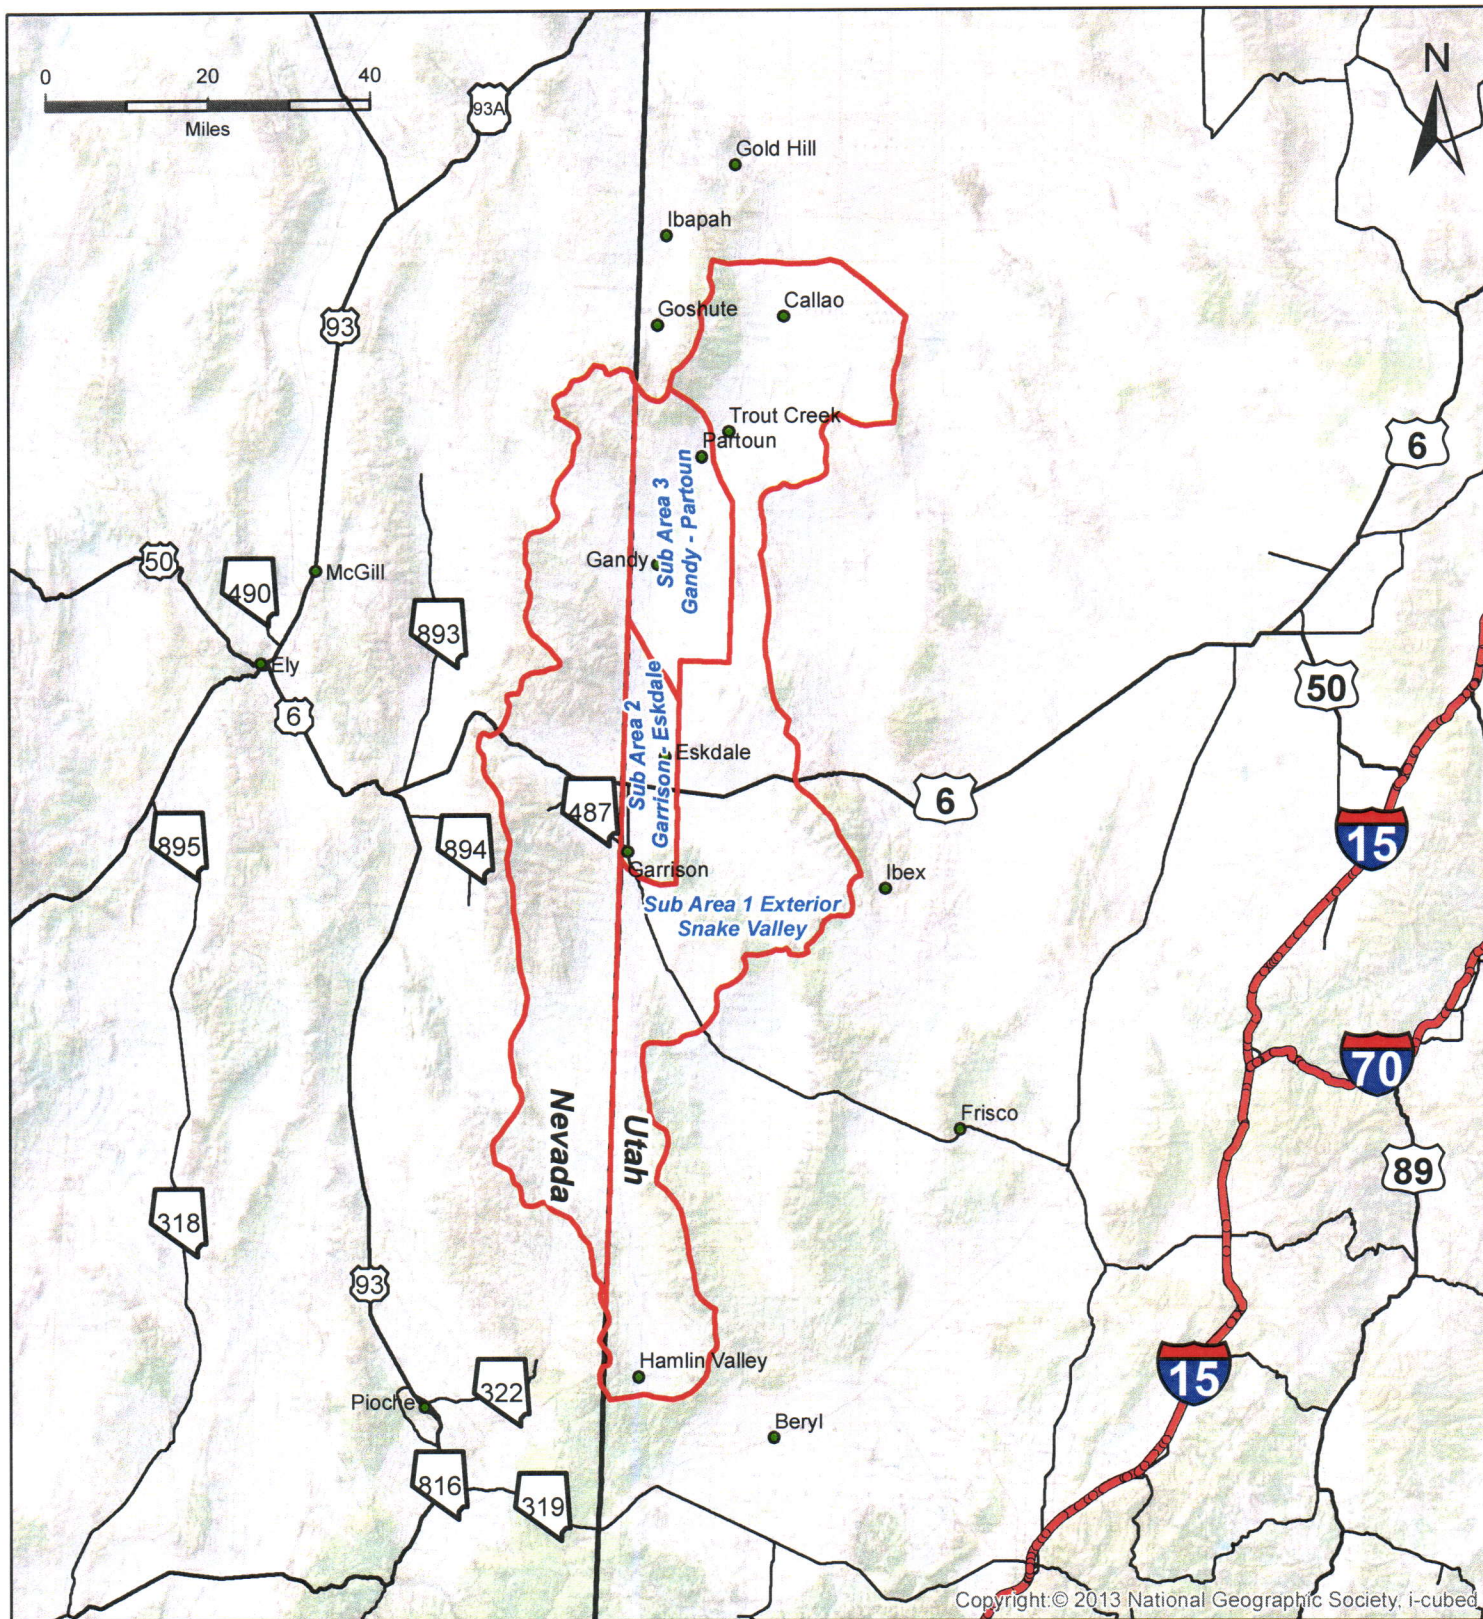 0 20 40
Miles
N
93A
Gold Hill
Ibapah
Goshute
Callao
93
Trout Creek
Partoun
6
Sub Area 3
Gandy - Partoun
50
490
McGill
Gandy
893
Ely
6
50
Sub Area 2
Garrison - Eskdale
Eskdale
6
487
895
894
15
Garrison
Ibex
Sub Area 1 Exterior
Snake Valley
70
Nevada
Utah
Frisco
89
318
93
Hamlin Valley
15
322
Pioche
Beryl
816
319
Copyright:© 2013 National Geographic Society, i-cubed